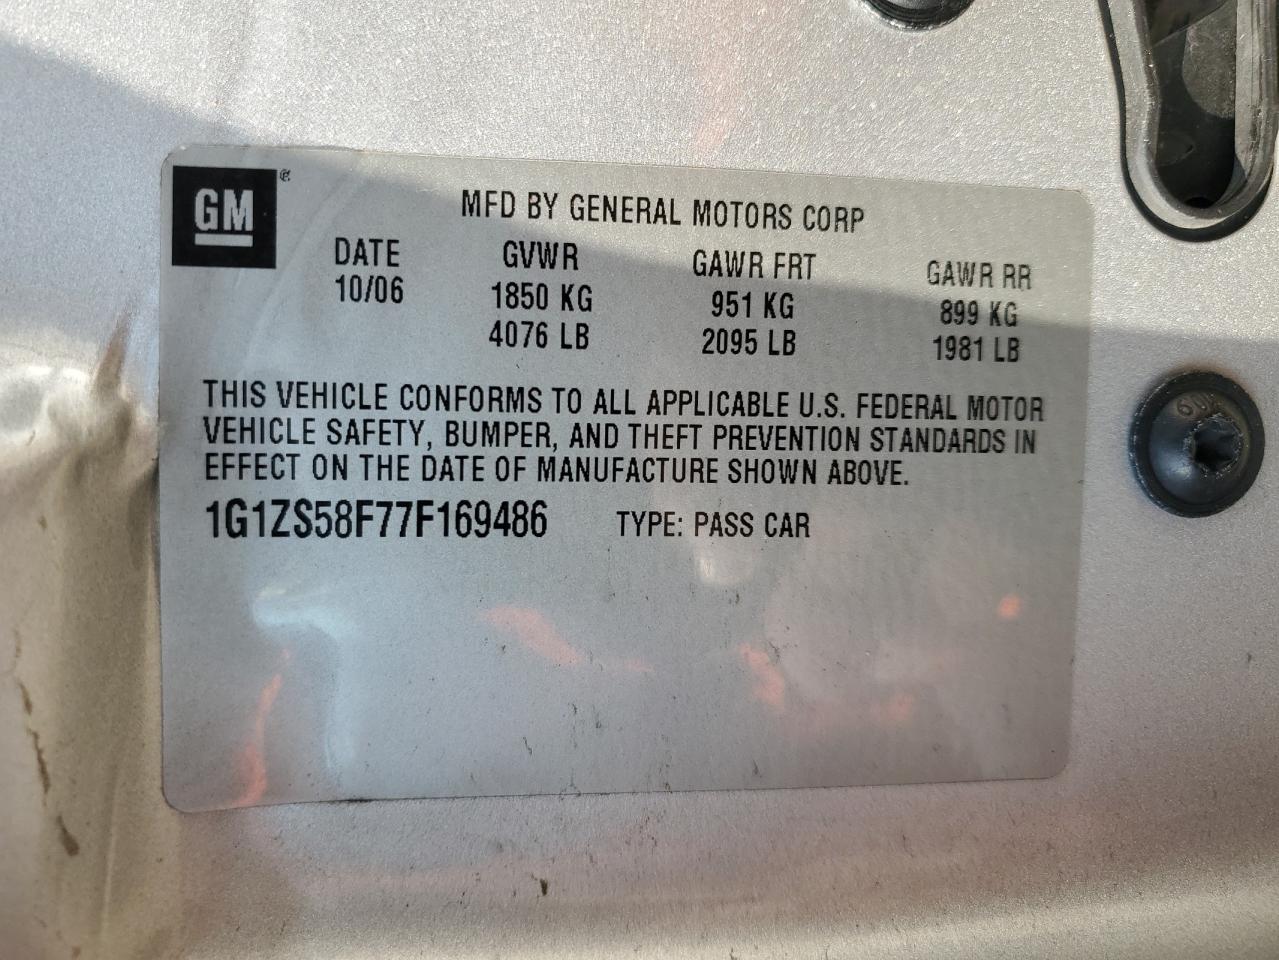 GM
MFD BY GENERAL MOTORS CORP
DATE GVWR GAWR FRT GAWR RR
10/06 1850 KG 951 KG 899 KG
4076 LB 2095 LB 1981 LB
THIS VEHICLE CONFORMS TO ALL APPLICABLE U.S. FEDERAL MOTOR
VEHICLE SAFETY, BUMPER, AND THEFT PREVENTION STANDARDS IN
EFFECT ON THE DATE OF MANUFACTURE SHOWN ABOVE.
1G1ZS58F77F169486 TYPE: PASS CAR